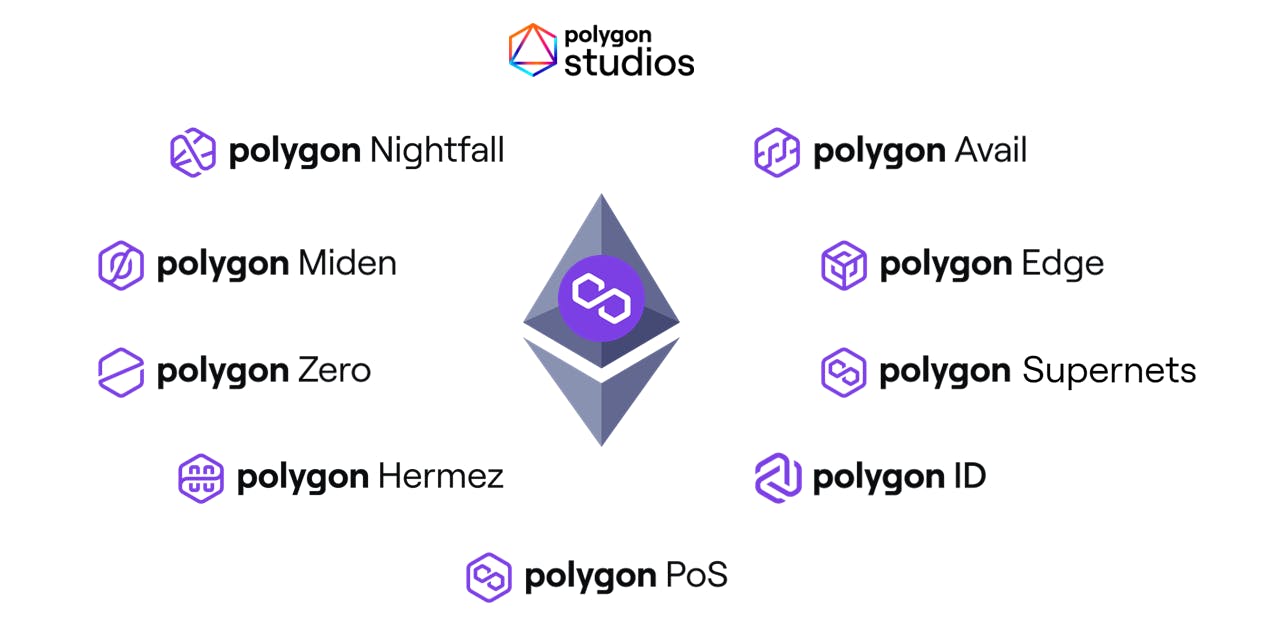 polygon
studios
polygon Nightfall
polygon Avail
polygon Miden
polygon Edge
polygon Zero
polygon Supernets
polygon Hermez
polygon ID
polygon PoS